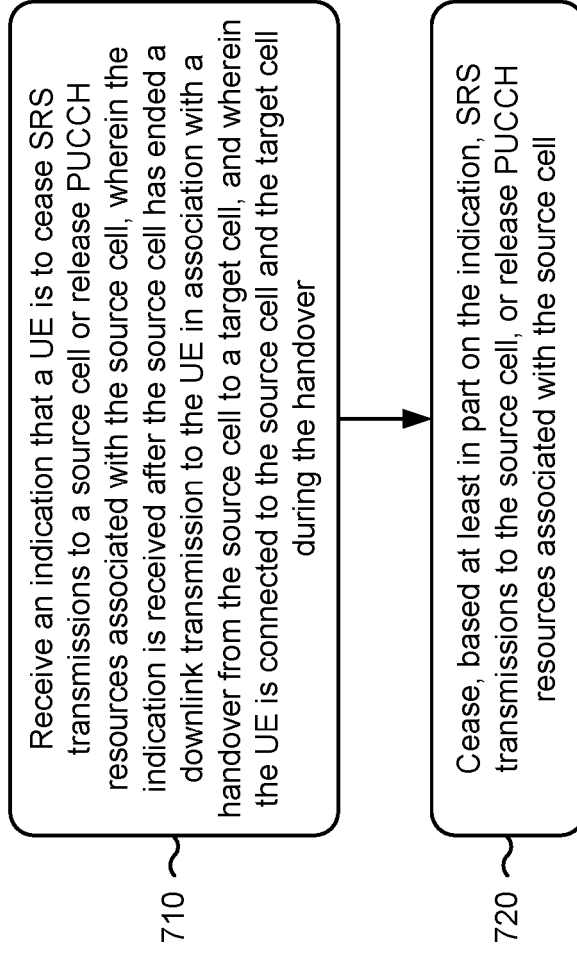 710
Receive an indication that a UE is to cease SRS
transmissions to a source cell or release PUCCH
resources associated with the source cell, wherein the
indication is received after the source cell has ended a
downlink transmission to the UE in association with a
handover from the source cell to a target cell, and wherein
the UE is connected to the source cell and the target cell
during the handover
720
Cease, based at least in part on the indication, SRS
transmissions to the source cell, or release PUCCH
resources associated with the source cell